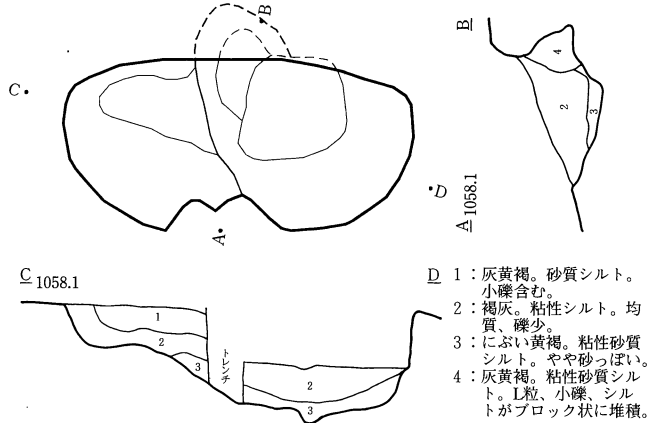 B
C
D
A
B
4
2
3
A 1058.1
C 1058.1
D
1
2
3
トレンチ
2
3
1：灰黄褐。砂質シルト。
小礫含む。
2：褐灰。粘性シルト。均
質、礫少。
3：にぶい黄褐。粘性砂質
シルト。やや砂っぽい。
4：灰黄褐。粘性砂質シル
ト。L粒、小礫、シル
トがブロック状に堆積。